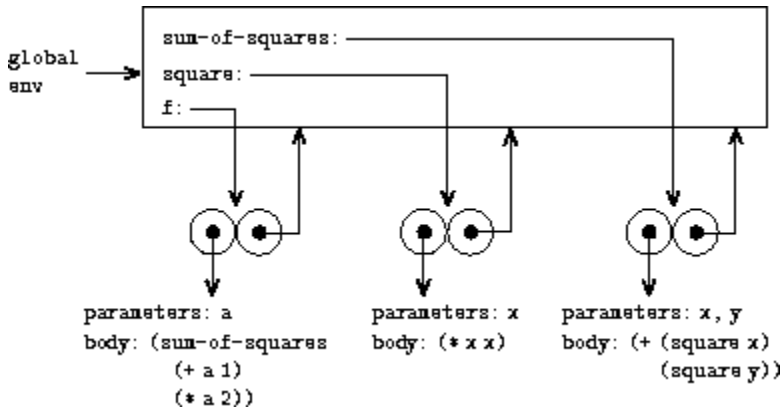 sum-of-squares:
global
env
square:
f:
parameters: a
body: (sum-of-squares
(+ a 1)
(* a 2))
parameters: x
body: (* x x)
parameters: x, y
body: (+ (square x)
(square y))